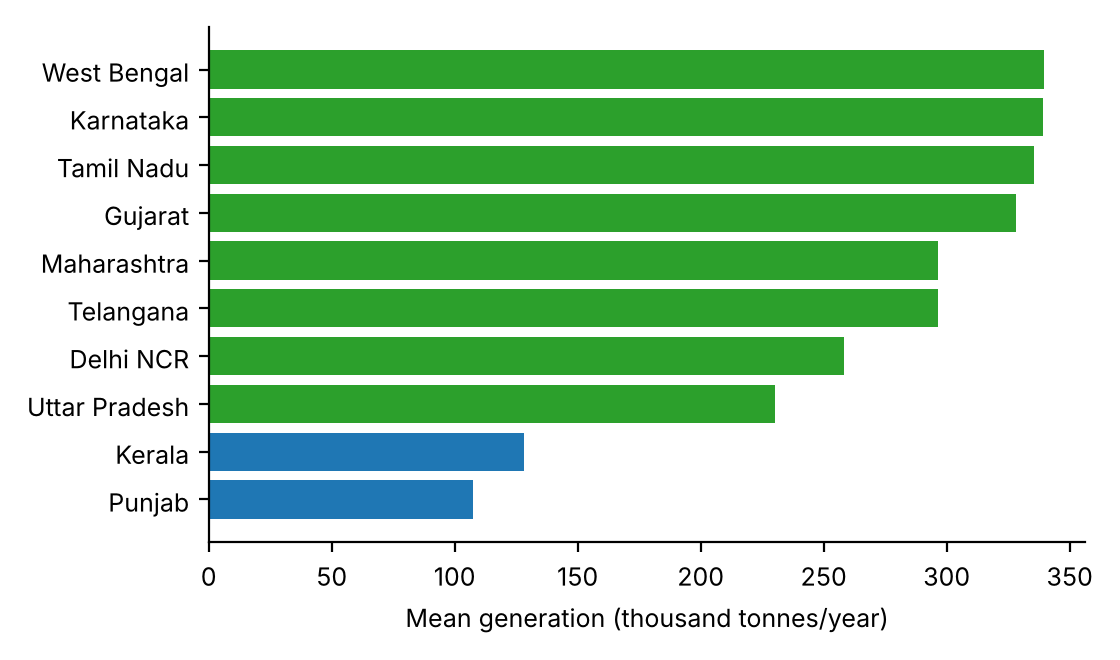 West Bengal
Karnataka
Tamil Nadu
Gujarat
Maharashtra
Telangana
Delhi NCR
Uttar Pradesh
Kerala
Punjab
0 50 100 150 200 250 300 350
Mean generation (thousand tonnes/year)